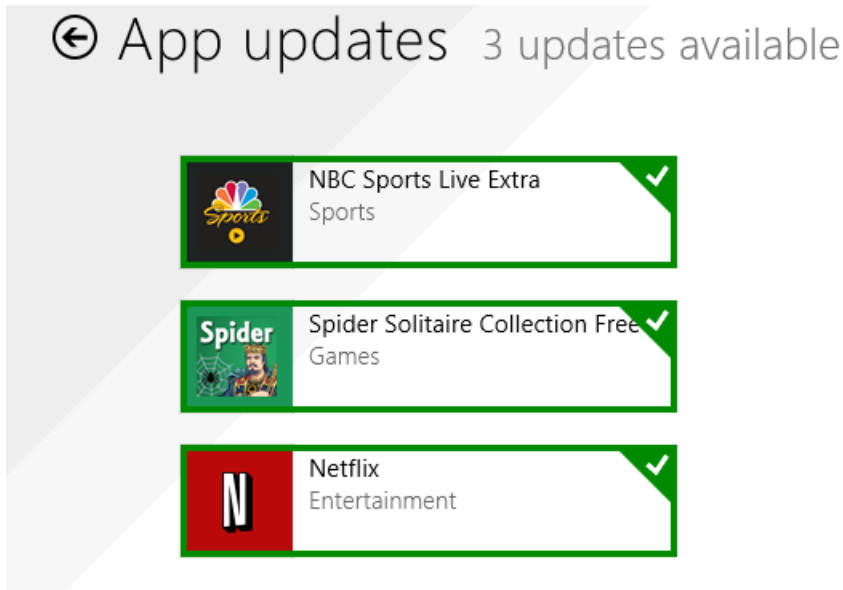 App updates 3 updates available
NBC Sports Live Extra
Sports
Sports
Spider Solitaire Collection Free
Spider
Games
Netflix
N
Entertainment